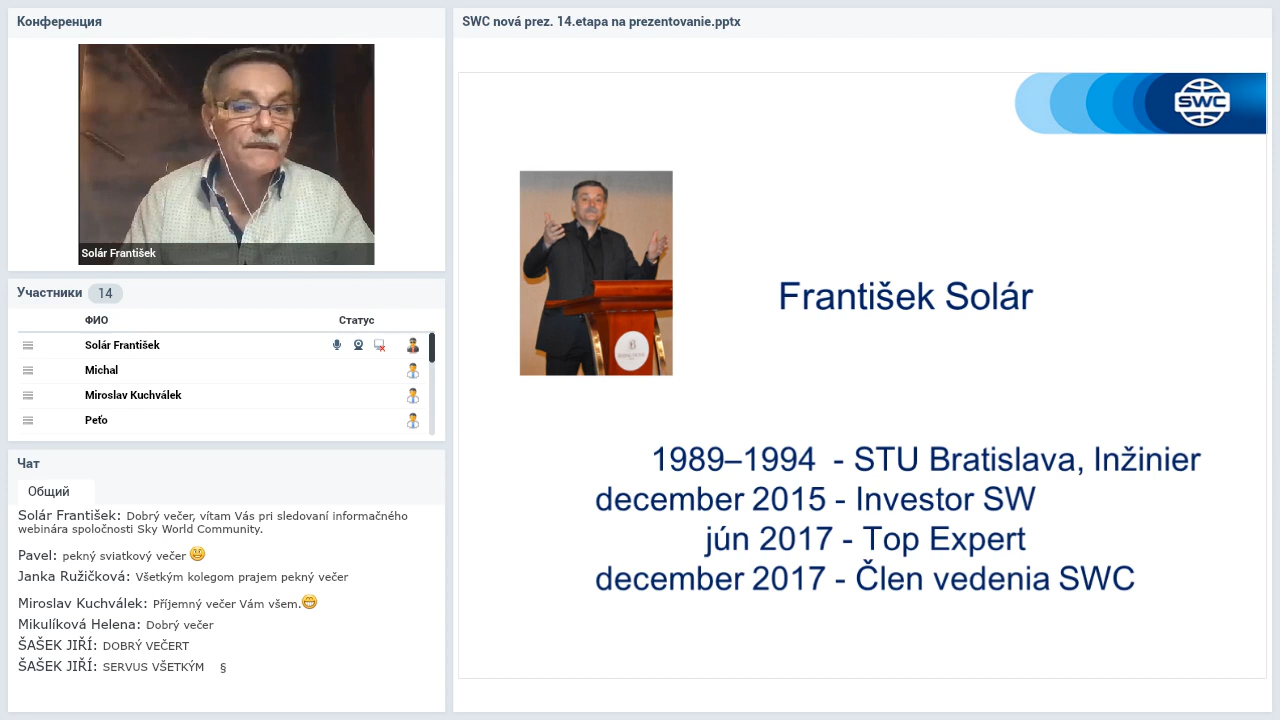 Конференция
Solár František
Участники 14
ФИО Статус
Solár František
Michal
Miroslav Kuchválek
Peťo
Чат
Общий
Solár František: Dobrý večer, vítam Vás pri sledovaní informačného
webinára spoločnosti Sky World Community.
Pavel: pekný sviatkový večer
Janka Ružičková: Všetkým kolegom prajem pekný večer
Miroslav Kuchválek: Příjemný večer Vám všem.
Mikulíková Helena: Dobrý večer
ŠAŠEK JIŘÍ: DOBRÝ VEČERT
ŠAŠEK JIŘÍ: SERVUS VŠETKÝM §
SWC nová prez. 14.etapa na prezentovanie.pptx
SWC
František Solár
1989–1994 - STU Bratislava, Inžinier
december 2015 - Investor SW
jún 2017 - Top Expert
december 2017 - Člen vedenia SWC